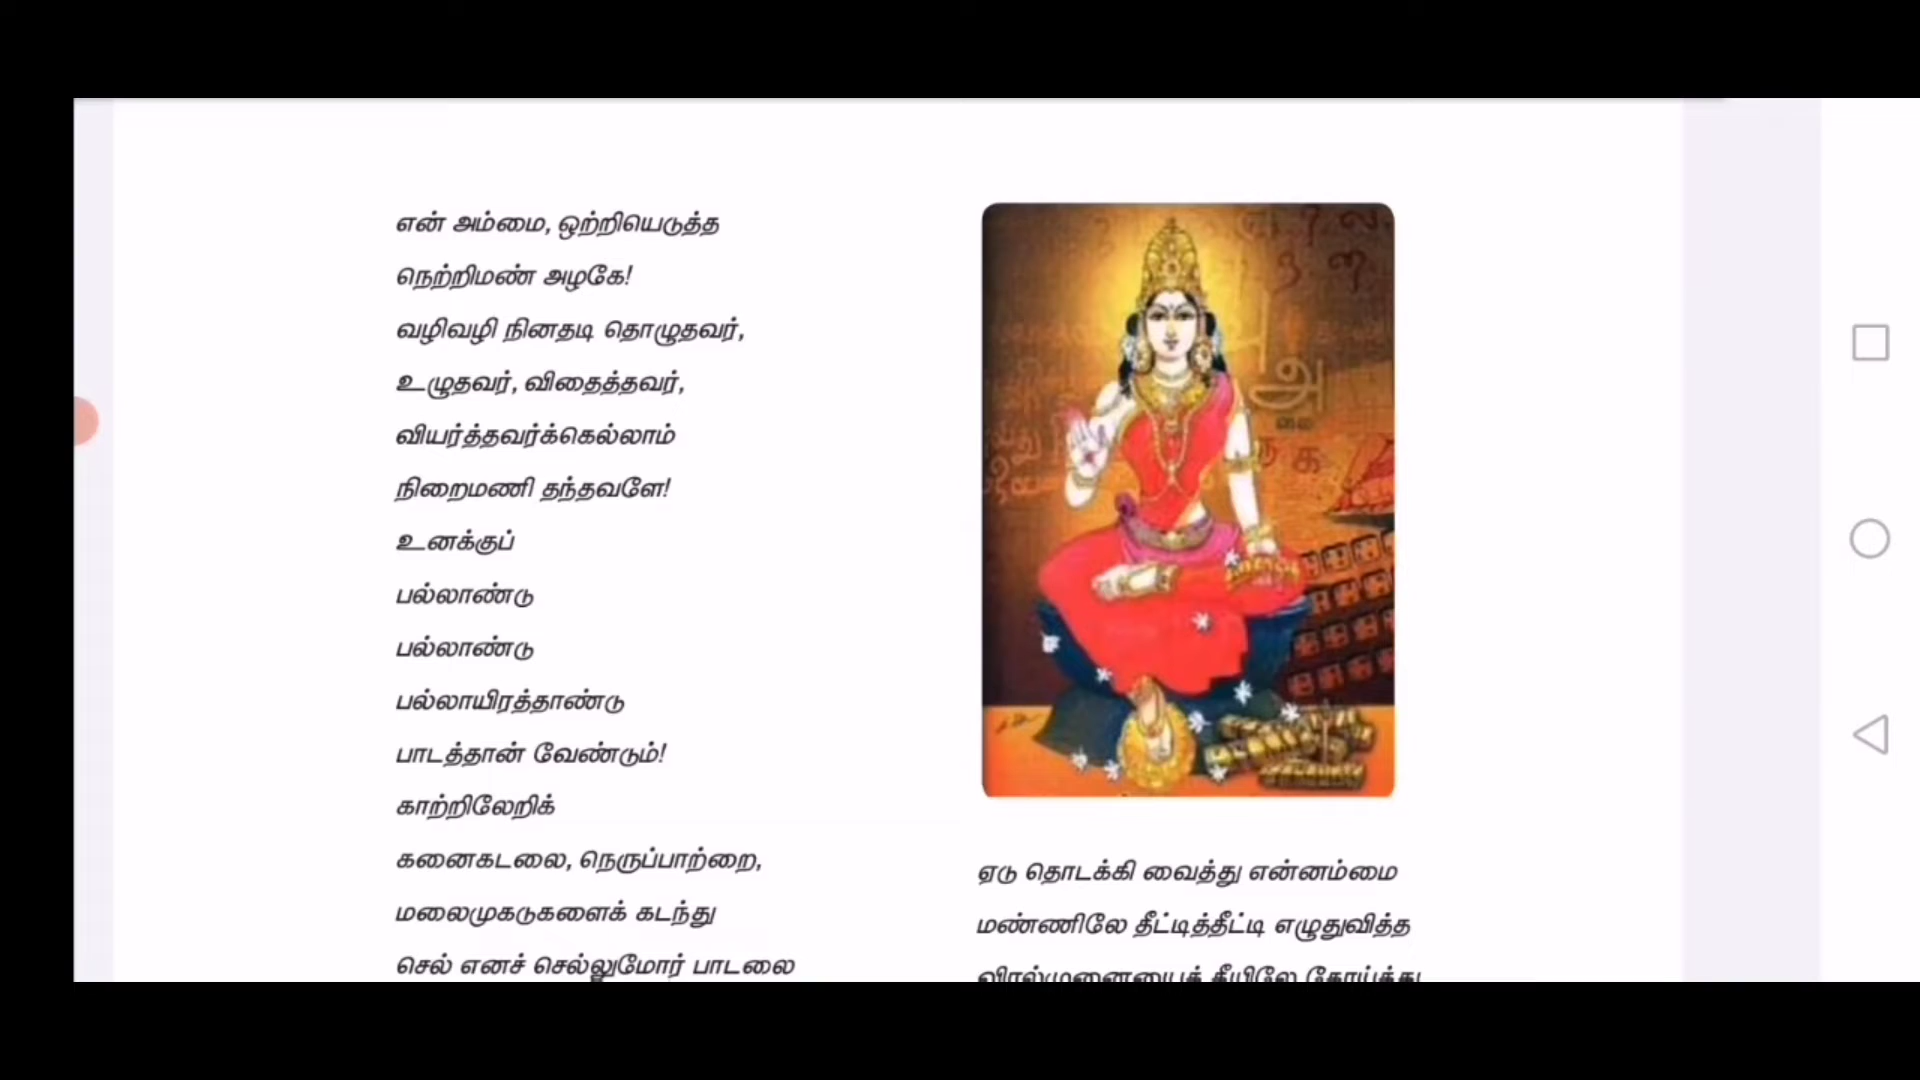 என் அம்மை, ஒற்றியெடுத்த
நெற்றிமண் அழகே!
வழிவழி நினதடி தொழுதவர்,
உழுதவர், விதைத்தவர்,
வியர்த்தவர்க்கெல்லாம்
நிறைமணி தந்தவளே!
உனக்குப்
பல்லாண்டு
பல்லாண்டு
பல்லாயிரத்தாண்டு
பாடத்தான் வேண்டும்!
காற்றிலேறிக்
கனைகடலை, நெருப்பாற்றை,
மலைமுகடுகளைக் கடந்து
செல் எனச் செல்லுமோர் பாடலை
அ
ஏடு தொடக்கி வைத்து என்னம்மை
மண்ணிலே தீட்டித்தீட்டி எழுதுவித்த
விரல்முனையைத் தீயிலே தோய்த்து